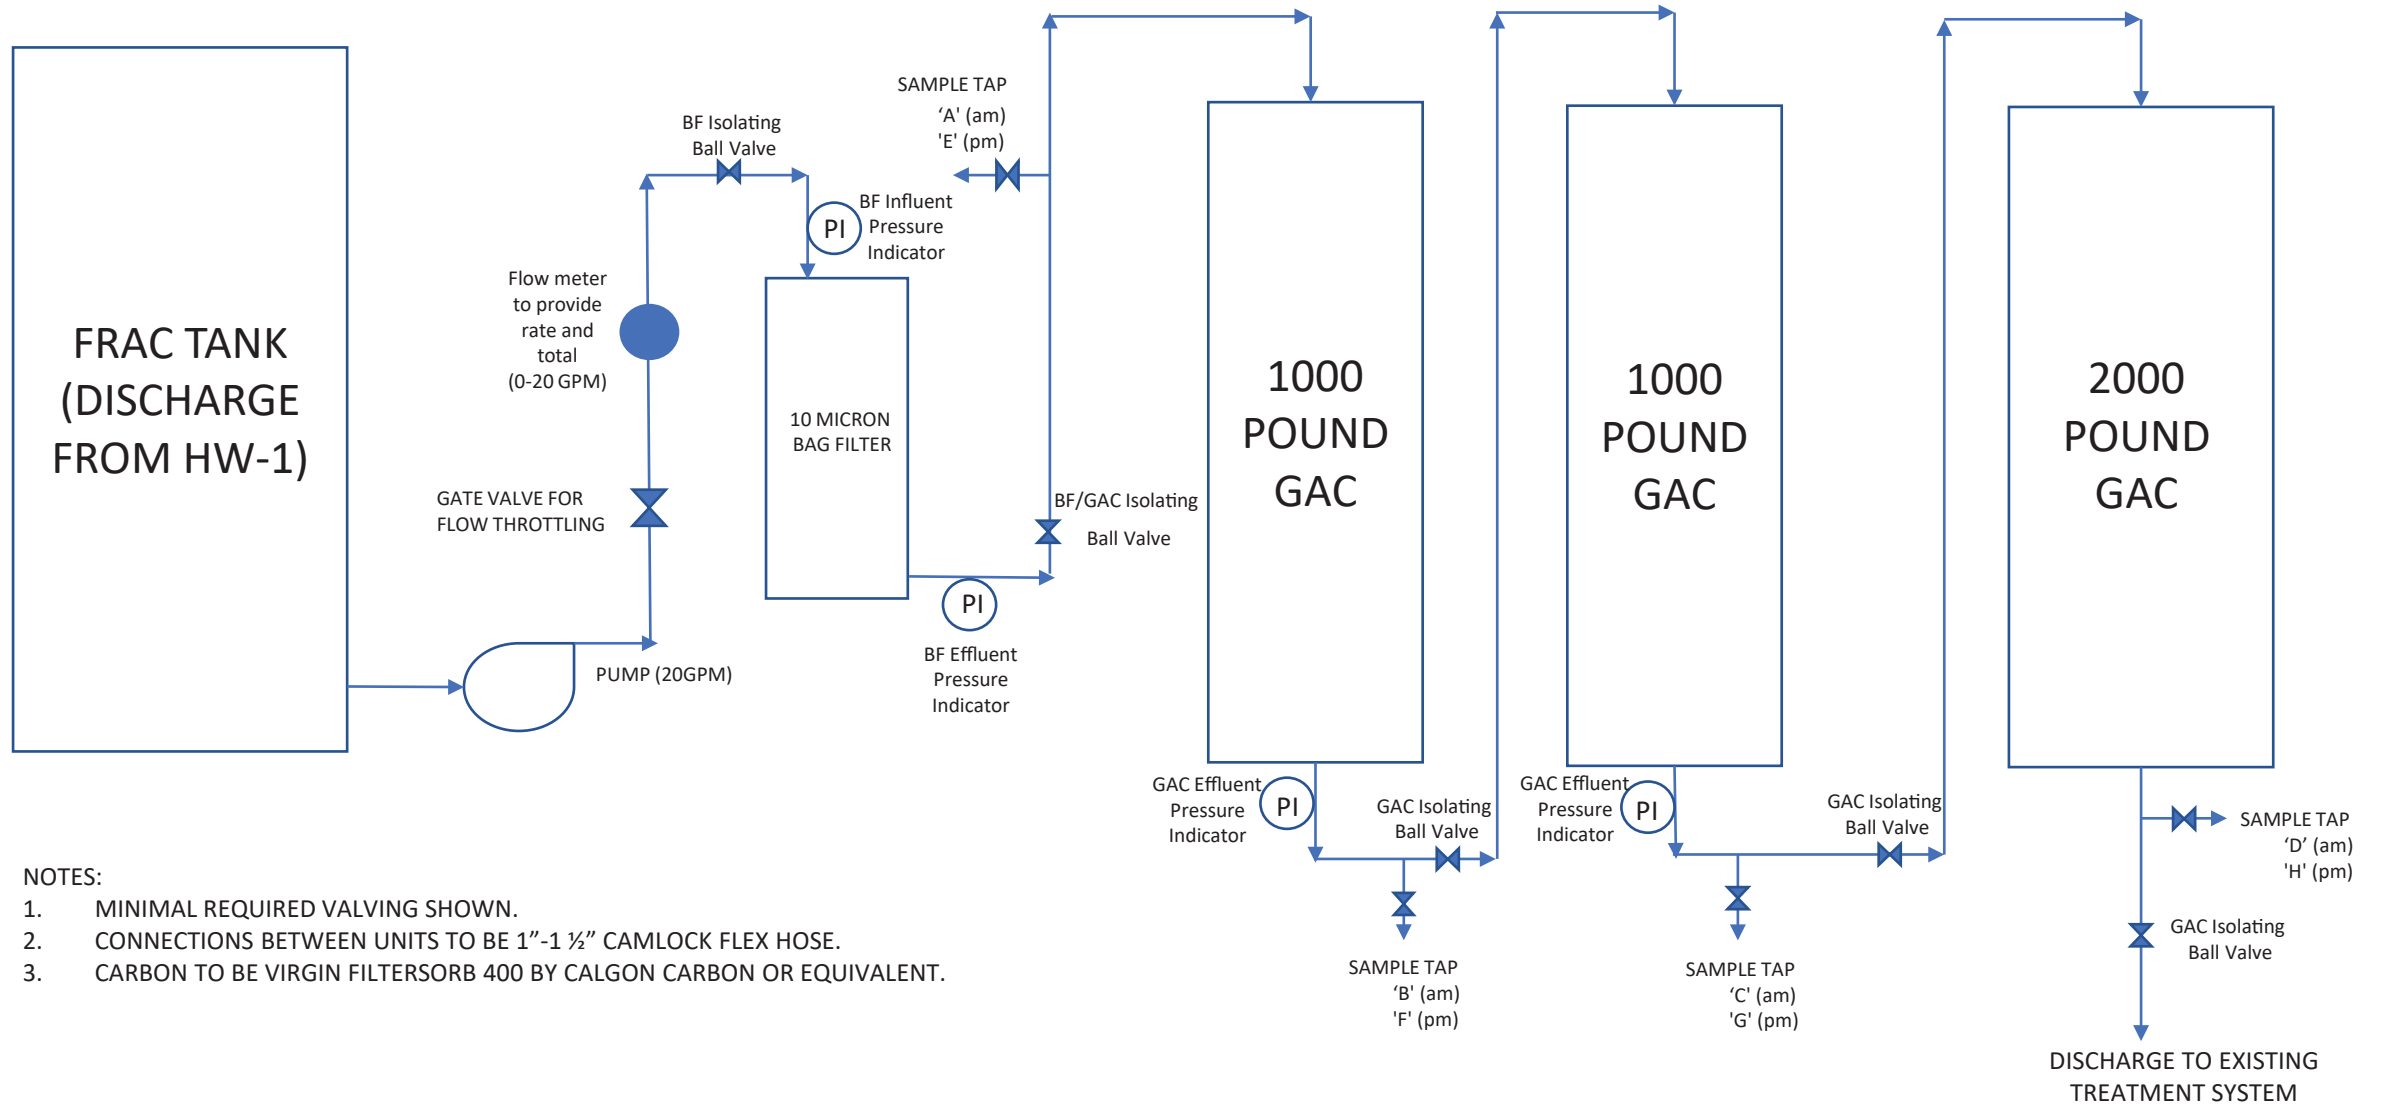 FRAC TANK
(DISCHARGE
FROM HW-1)
PUMP (20GPM)
GATE VALVE FOR
FLOW THROTTLING
Flow meter
to provide
rate and
total
(0-20 GPM)
BF Isolating
Ball Valve
PI
BF Influent
Pressure
Indicator
10 MICRON
BAG FILTER
PI
BF Effluent
Pressure
Indicator
BF/GAC Isolating
Ball Valve
SAMPLE TAP
‘A' (am)
'E' (pm)
1000
POUND
GAC
GAC Effluent
Pressure
Indicator
PI
GAC Isolating
Ball Valve
SAMPLE TAP
‘B' (am)
'F' (pm)
1000
POUND
GAC
GAC Effluent
Pressure
Indicator
PI
GAC Isolating
Ball Valve
SAMPLE TAP
‘C' (am)
'G' (pm)
2000
POUND
GAC
SAMPLE TAP
‘D’ (am)
'H' (pm)
GAC Isolating
Ball Valve
DISCHARGE TO EXISTING
TREATMENT SYSTEM
NOTES:
1. MINIMAL REQUIRED VALVING SHOWN.
2. CONNECTIONS BETWEEN UNITS TO BE 1”-1 ½” CAMLOCK FLEX HOSE.
3. CARBON TO BE VIRGIN FILTERSORB 400 BY CALGON CARBON OR EQUIVALENT.